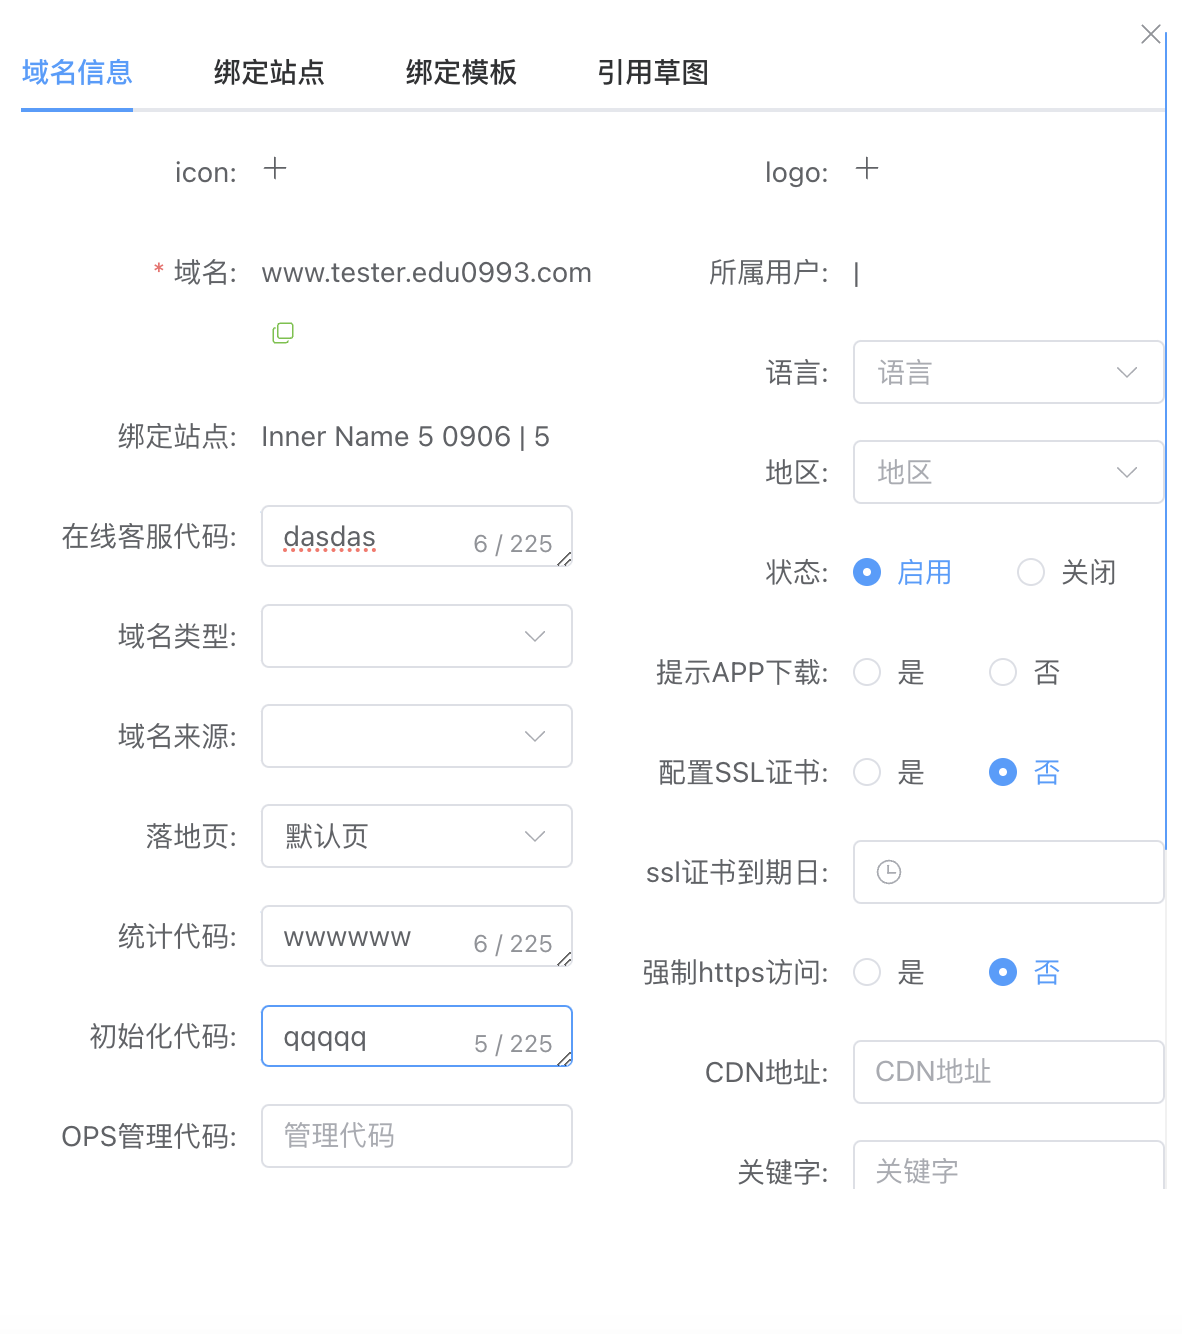 域名信息 绑定站点 绑定模板 引用草图
icon:
logo:
* 域名: www.tester.edu0993.com
所属用户: |
语言: 语言
绑定站点: Inner Name 5 0906 | 5
地区: 地区
在线客服代码: dasdas 6 / 225
状态: 启用 关闭
域名类型:
提示APP下载: 是 否
域名来源:
配置SSL证书: 是 否
落地页: 默认页
ssl证书到期日:
统计代码: wwwwww 6 / 225
强制https访问: 是 否
初始化代码: qqqqq 5 / 225
CDN地址: CDN地址
OPS管理代码: 管理代码
关键字: 关键字